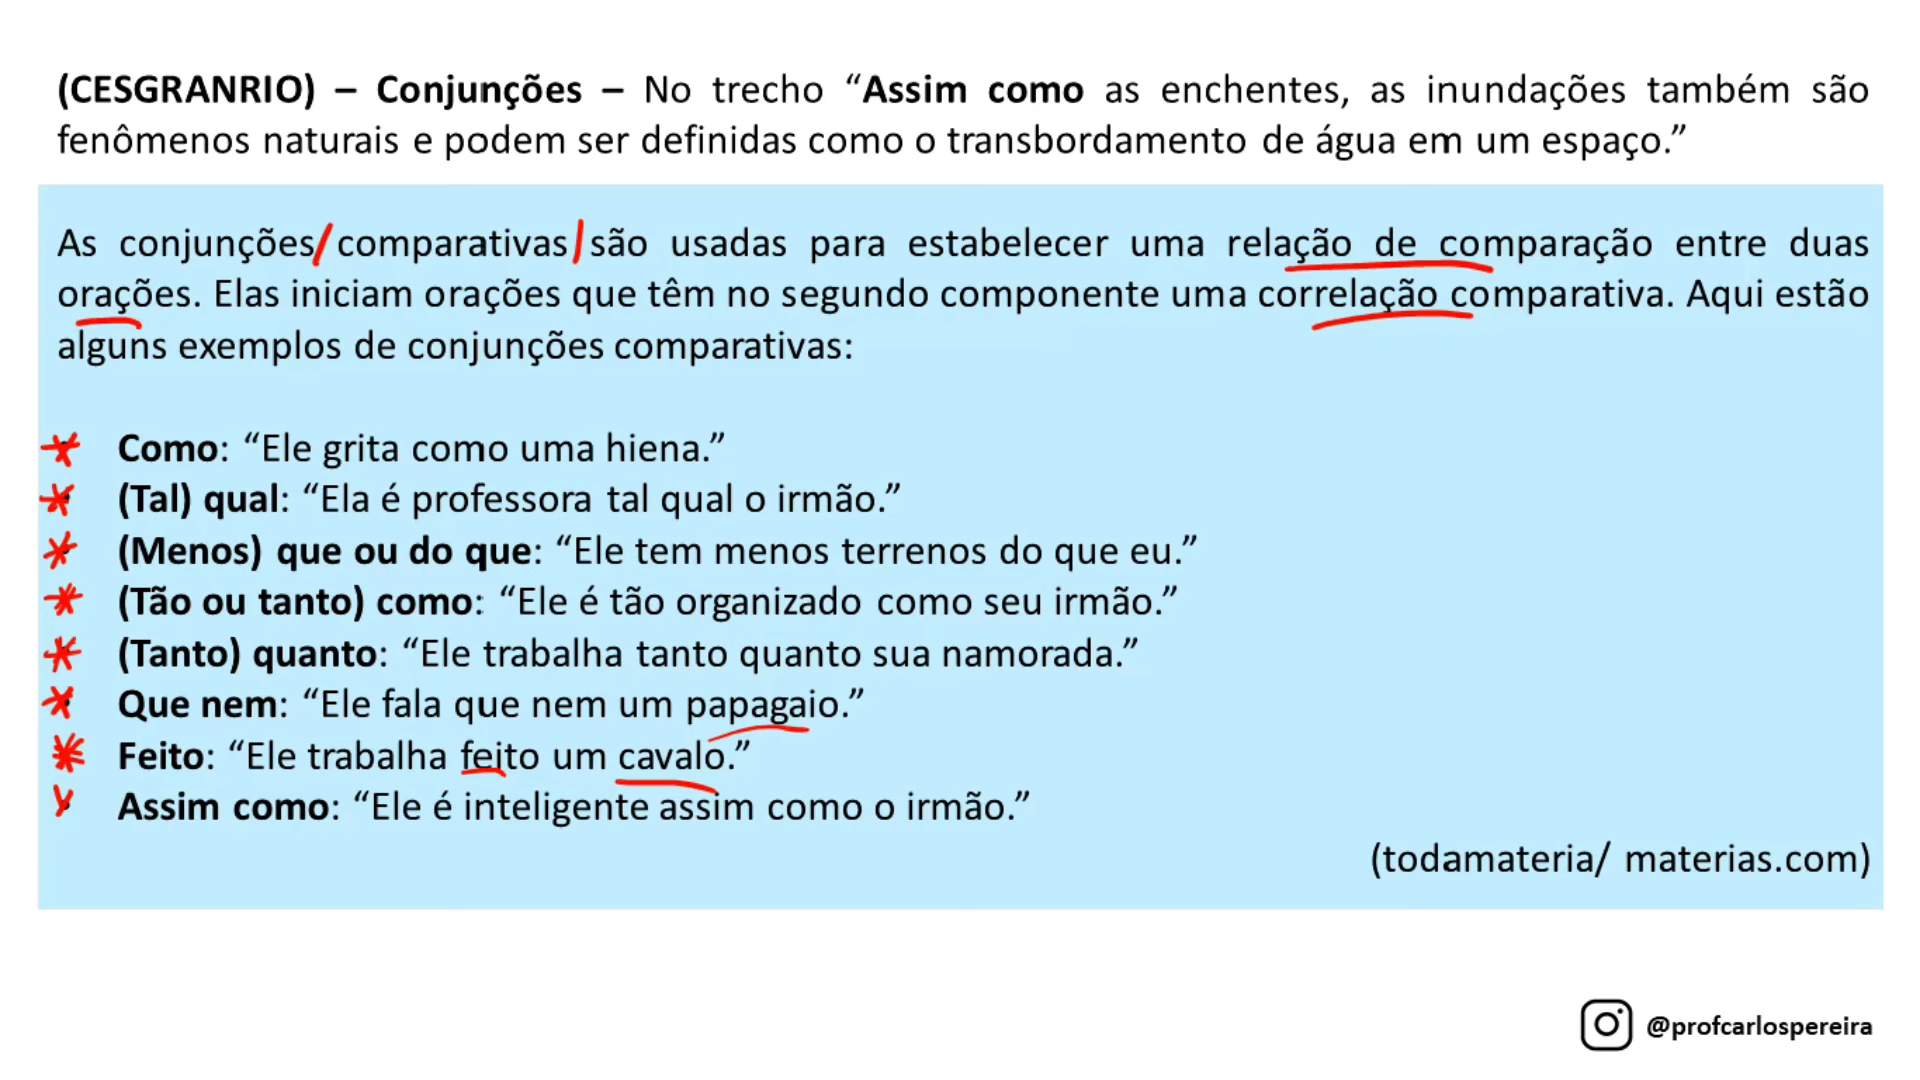 (CESGRANRIO) – Conjunções – No trecho “Assim como as enchentes, as inundações também são
fenômenos naturais e podem ser definidas como o transbordamento de água em um espaço.”
As conjunções comparativas são usadas para estabelecer uma relação de comparação entre duas
orações. Elas iniciam orações que têm no segundo componente uma correlação comparativa. Aqui estão
alguns exemplos de conjunções comparativas:
Como: “Ele grita como uma hiena.”
(Tal) qual: “Ela é professora tal qual o irmão.”
(Menos) que ou do que: “Ele tem menos terrenos do que eu.”
(Tão ou tanto) como: “Ele é tão organizado como seu irmão.”
(Tanto) quanto: “Ele trabalha tanto quanto sua namorada.”
Que nem: “Ele fala que nem um papagaio.”
Feito: “Ele trabalha feito um cavalo.”
Assim como: “Ele é inteligente assim como o irmão.”
(todamateria/ materias.com)
@profcarlospereira